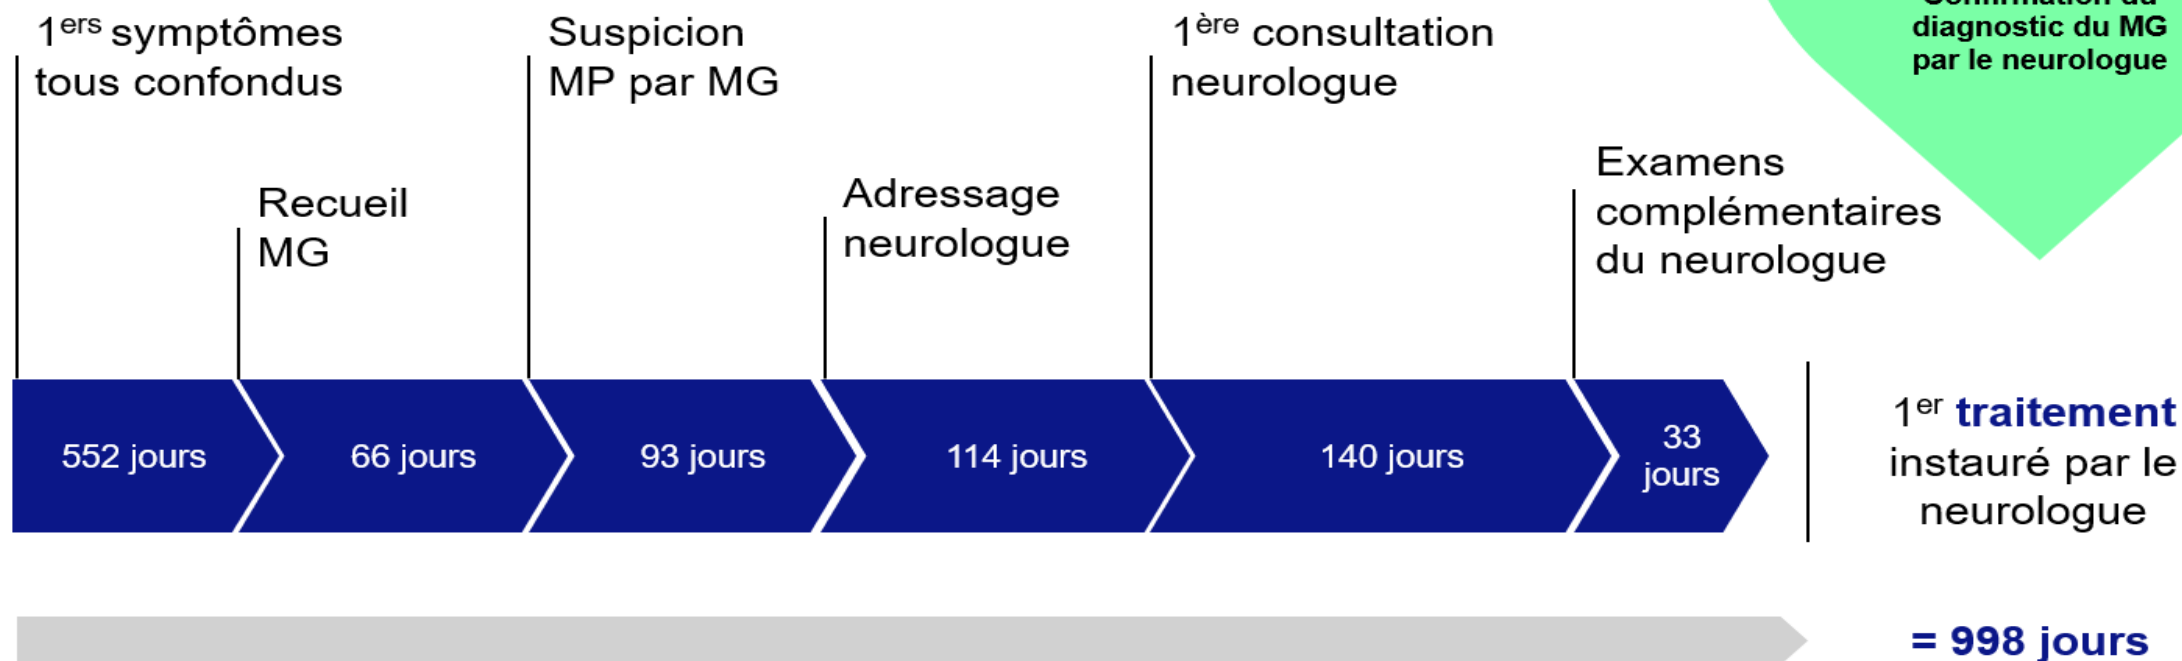 1ers symptômes
tous confondus
Suspicion
MP par MG
1ère consultation
neurologue
diagnostic du MG
par le neurologue
Recueil
MG
Adressage
neurologue
Examens
complémentaires
du neurologue
552 jours
66 jours
93 jours
114 jours
140 jours
33
jours
1er traitement
instauré par le
neurologue
= 998 jours